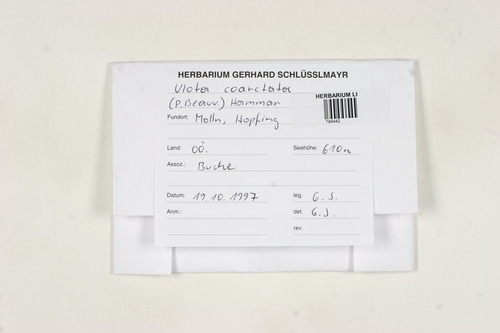 HERBARIUM GERHARD SCHLÜSSLMAYR
Ulota coarctata
(P. Beauv.) Hammar
HERBARIUM LI
704442
Fundort: Molln, Hopfing
Land: OÖ. Seehöhe: 610m
Assoz.: Buche
Datum: 19.10.1997 leg. G. S.
Anm.: det. G. S.
rev.